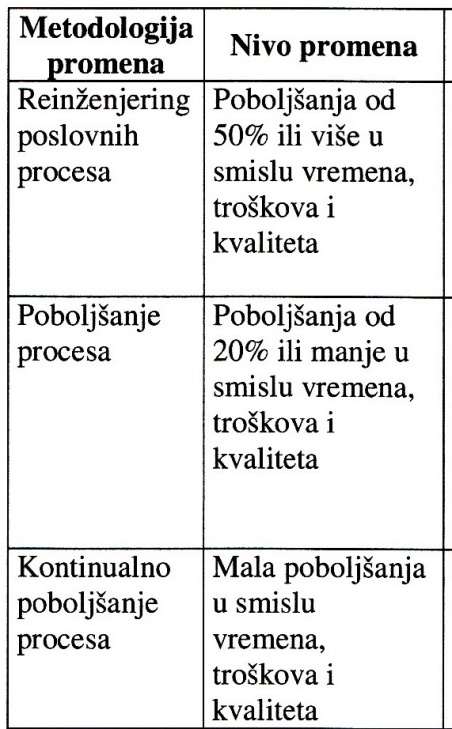 Metodologija promena
Nivo promena
Reinženjering
poslovnih
procesa
Poboljšanja od
50% ili više u
smislu vremena,
troškova i
kvaliteta
Poboljšanje
procesa
Poboljšanja od
20% ili manje u
smislu vremena,
troškova i
kvaliteta
Kontinualno
poboljšanje
procesa
Mala poboljšanja
u smislu
vremena,
troškova i
kvaliteta